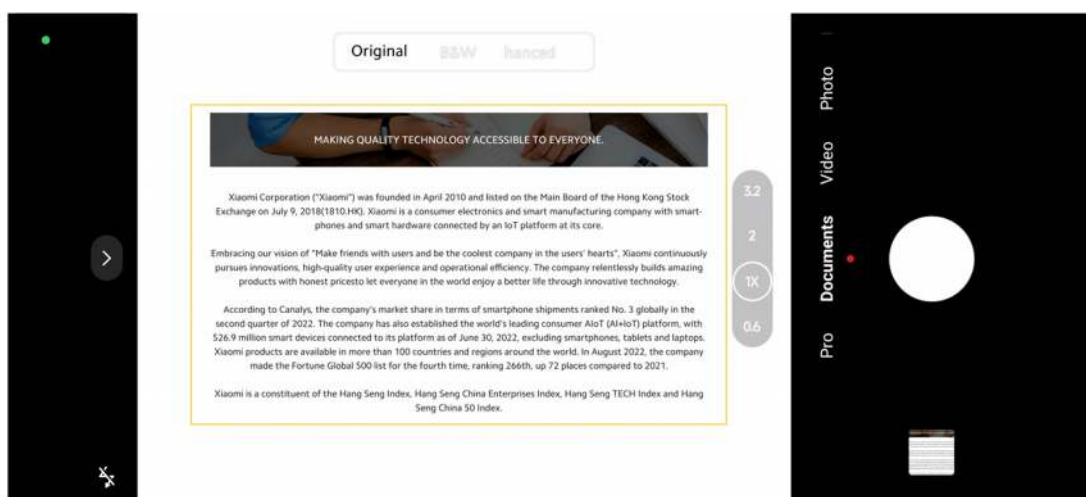 Original B&W hanced
MAKING QUALITY TECHNOLOGY ACCESSIBLE TO EVERYONE.
Xiaomi Corporation ("Xiaomi") was founded in April 2010 and listed on the Main Board of the Hong Kong Stock
Exchange on July 9, 2018(1810.HK). Xiaomi is a consumer electronics and smart manufacturing company with smart-
phones and smart hardware connected by an IoT platform at its core.
Embracing our vision of "Make friends with users and be the coolest company in the users' hearts", Xiaomi continuously
pursues innovations, high-quality user experience and operational efficiency. The company relentlessly builds amazing
products with honest pricesto let everyone in the world enjoy a better life through innovative technology.
According to Canalys, the company's market share in terms of smartphone shipments ranked No. 3 globally in the
second quarter of 2022. The company has also established the world's leading consumer AIoT (AI+IoT) platform, with
526.9 million smart devices connected to its platform as of June 30, 2022, excluding smartphones, tablets and laptops.
Xiaomi products are available in more than 100 countries and regions around the world. In August 2022, the company
made the Fortune Global 500 list for the fourth time, ranking 266th, up 72 places compared to 2021.
Xiaomi is a constituent of the Hang Seng Index, Hang Seng China Enterprises Index, Hang Seng TECH Index and Hang
Seng China 50 Index.
3.2
2
1X
0.6
Photo
Video
Documents
Pro